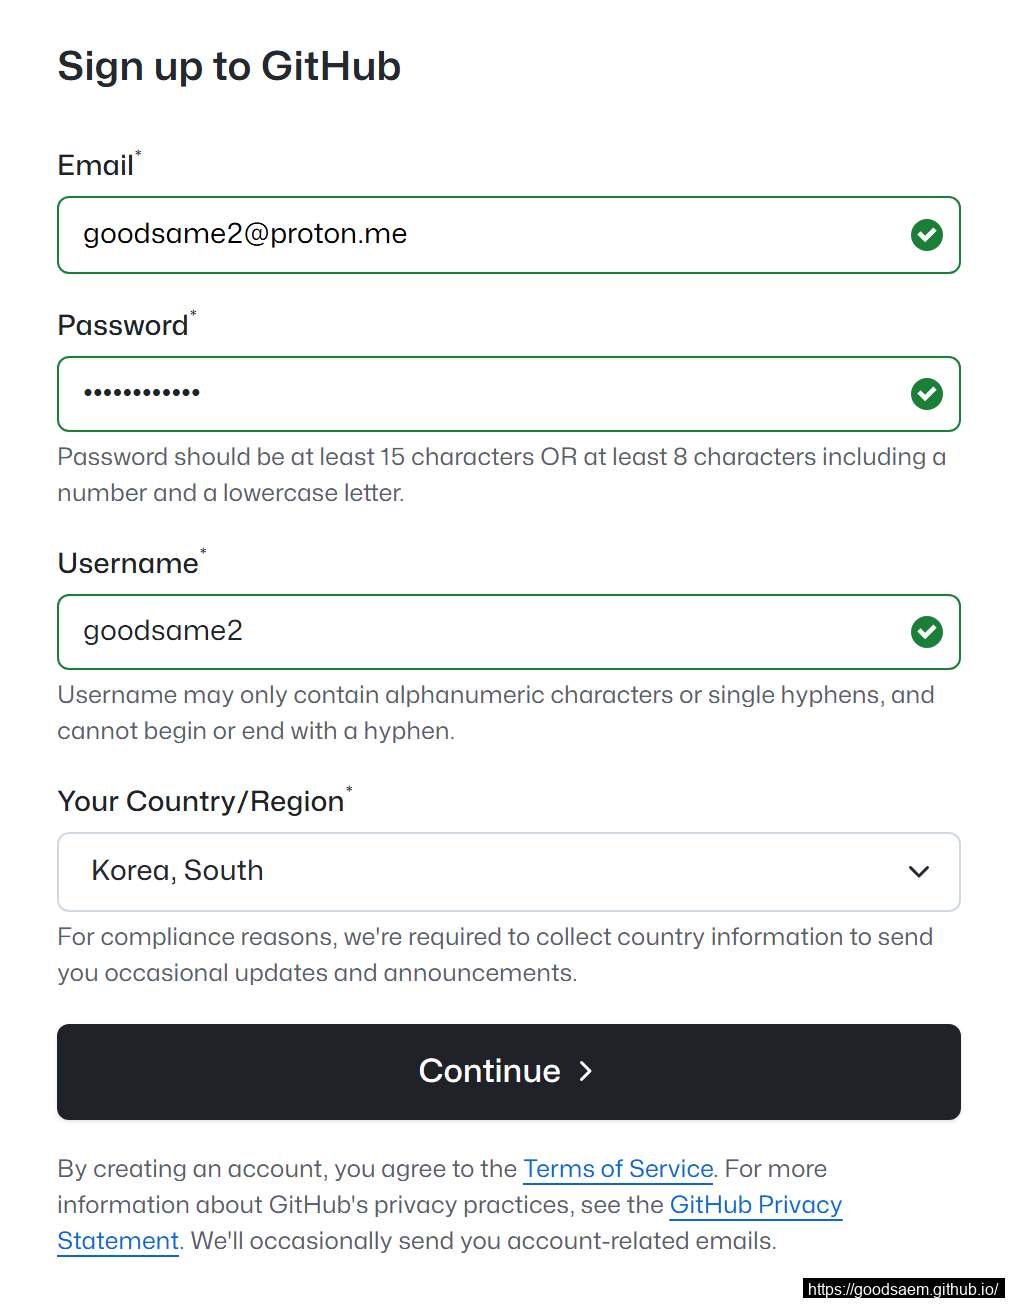 Sign up to GitHub
Email*
goodsame2@proton.me
Password*
••••••••••••
Password should be at least 15 characters OR at least 8 characters including a
number and a lowercase letter.
Username*
goodsame2
Username may only contain alphanumeric characters or single hyphens, and
cannot begin or end with a hyphen.
Your Country/Region*
Korea, South
For compliance reasons, we're required to collect country information to send
you occasional updates and announcements.
Continue
By creating an account, you agree to the Terms of Service. For more
information about GitHub's privacy practices, see the GitHub Privacy
Statement. We'll occasionally send you account-related emails.
https://goodsaem.github.io/